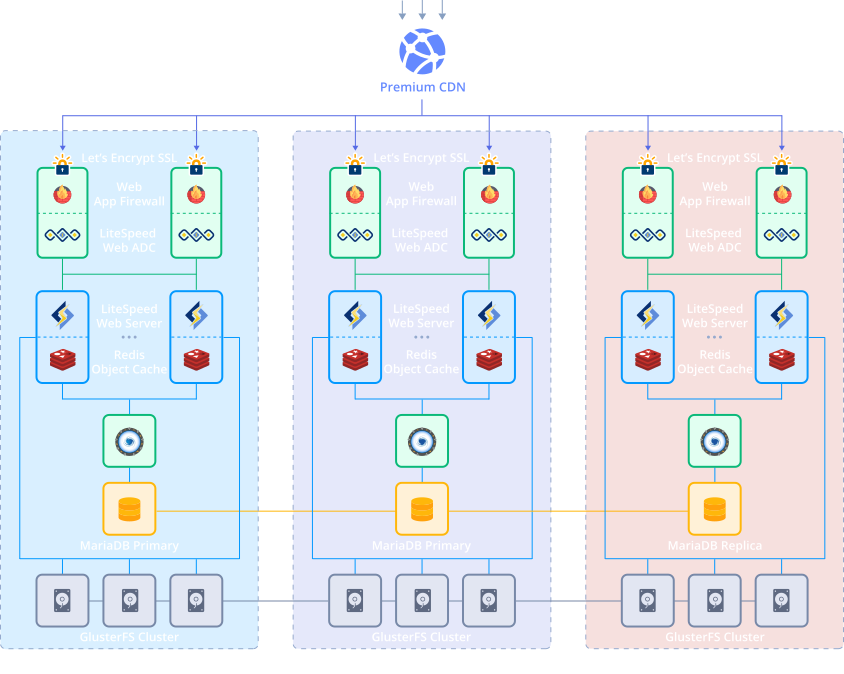 Premium CDN
Let's Encrypt SSL
Web
App Firewall
LiteSpeed
Web ADC
LiteSpeed
Web Server
Redis
Object Cache
MariaDB Primary
GlusterFS Cluster
Let's Encrypt SSL
Web
App Firewall
LiteSpeed
Web ADC
LiteSpeed
Web Server
Redis
Object Cache
MariaDB Primary
GlusterFS Cluster
Let's Encrypt SSL
Web
App Firewall
LiteSpeed
Web ADC
LiteSpeed
Web Server
Redis
Object Cache
MariaDB Replica
GlusterFS Cluster